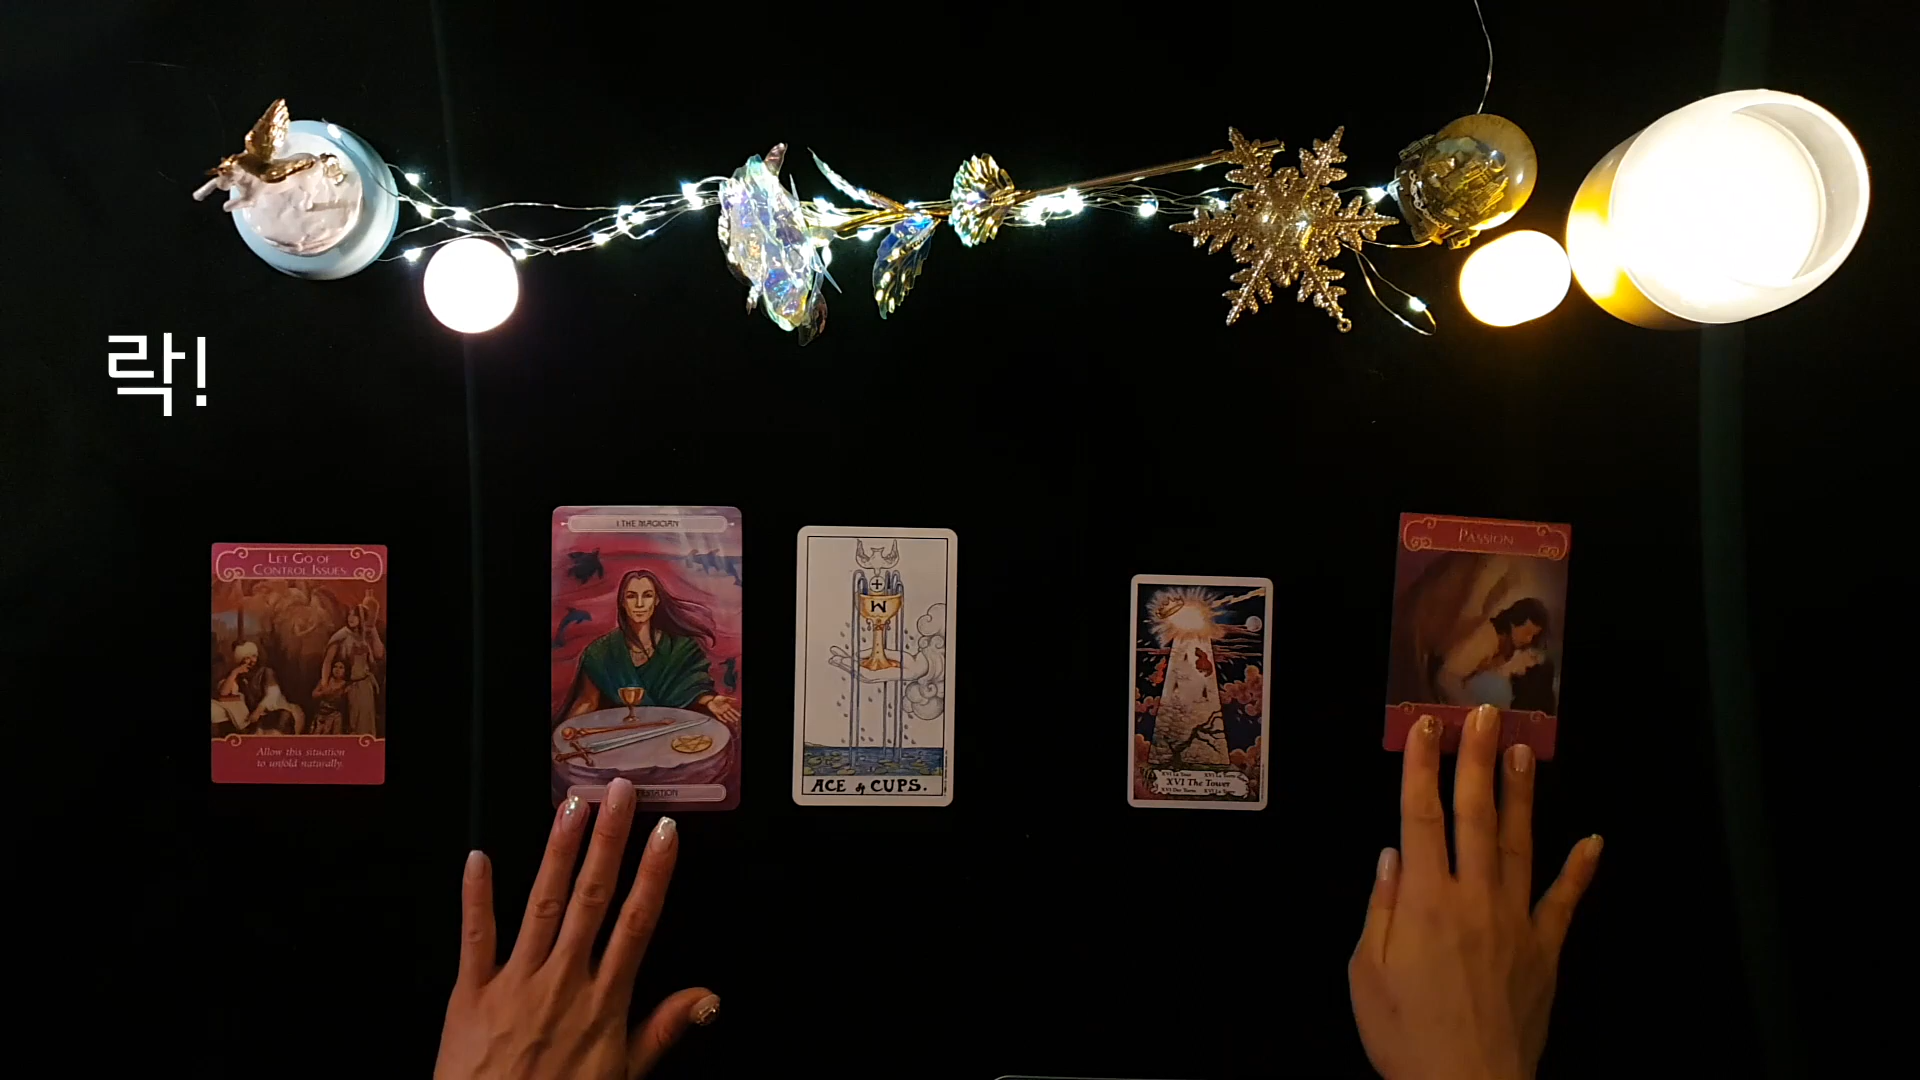 락!
LET GO OF
CONTROL ISSUES
Allow this situation
to unfold naturally.
I THE MAGICIAN
ACE of CUPS.
XVI The Tower
PASSION